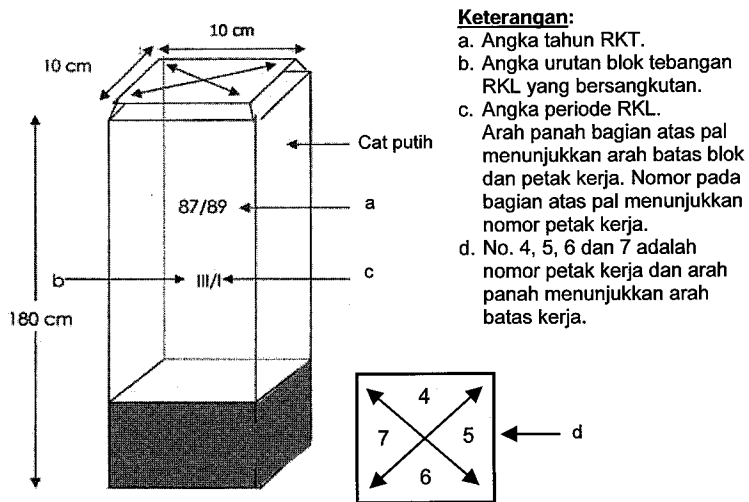 10 cm
10 cm
Cat putih
87/89
a
b
III/I
c
180 cm
Keterangan:
a. Angka tahun RKT.
b. Angka urutan blok tebangan
RKL yang bersangkutan.
c. Angka periode RKL.
Arah panah bagian atas pal
menunjukkan arah batas blok
dan petak kerja. Nomor pada
bagian atas pal menunjukkan
nomor petak kerja.
d. No. 4, 5, 6 dan 7 adalah
nomor petak kerja dan arah
panah menunjukkan arah
batas kerja.
4
7
5
6
d